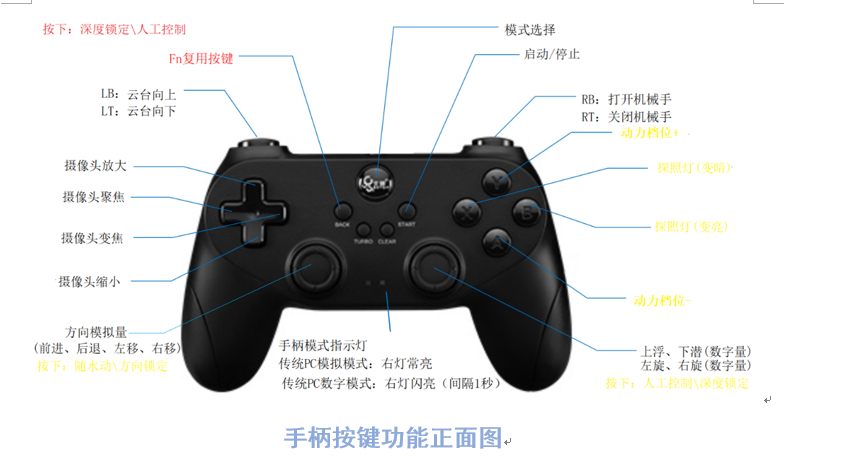 按下：深度锁定\人工控制
模式选择
Fn复用按键
启动/停止
LB：云台向上
LT：云台向下
RB：打开机械手
RT：关闭机械手
动力档位+
摄像头放大
探照灯(变暗)
摄像头聚焦
Y
X
B
A
BACK
START
TURBO
CLEAR
探照灯(变亮)
摄像头变焦
摄像头缩小
动力档位-
方向模拟量
(前进、后退、左移、右移)
按下：随水动\方向锁定
手柄模式指示灯
传统PC模拟模式：右灯常亮
传统PC数字模式：右灯闪亮（间隔1秒）
上浮、下潜(数字量)
左旋、右旋(数字量)
按下：人工控制\深度锁定
手柄按键功能正面图